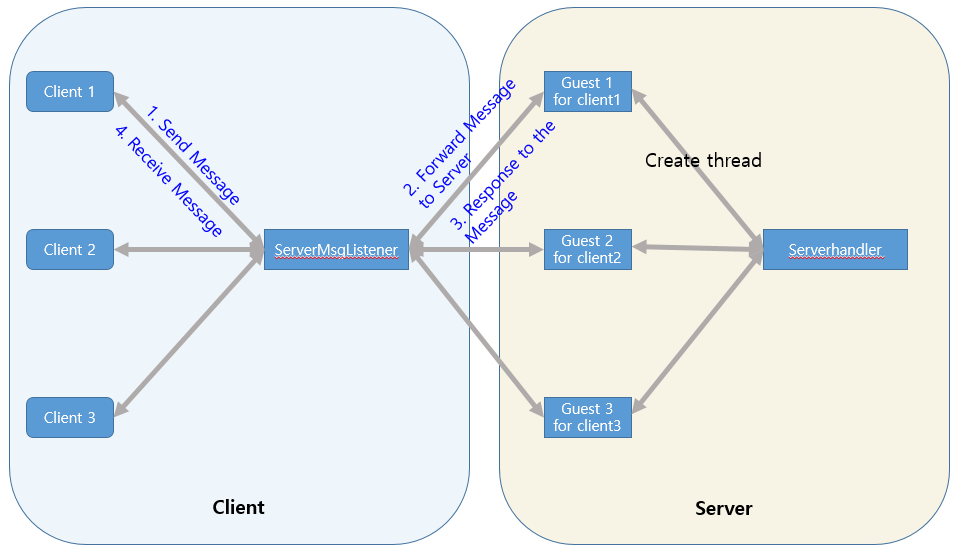 Client 1
1. Send Message
4. Receive Message
Client 2
ServerMsgListener
Client 3
Client
2. Forward Message
to Server
3. Response to the
Message
Guest 1
for client1
Create thread
Guest 2
for client2
Serverhandler
Guest 3
for client3
Server